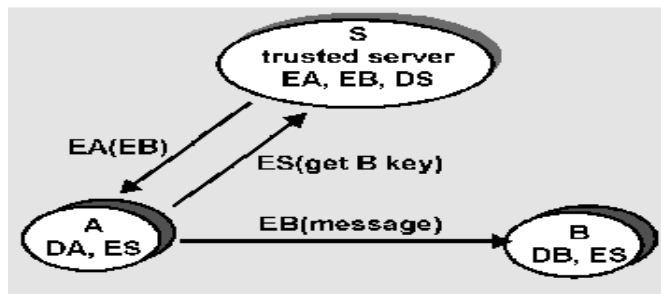 S
trusted server
EA, EB, DS
EA(EB)
ES(get B key)
A
DA, ES
EB(message)
B
DB, ES